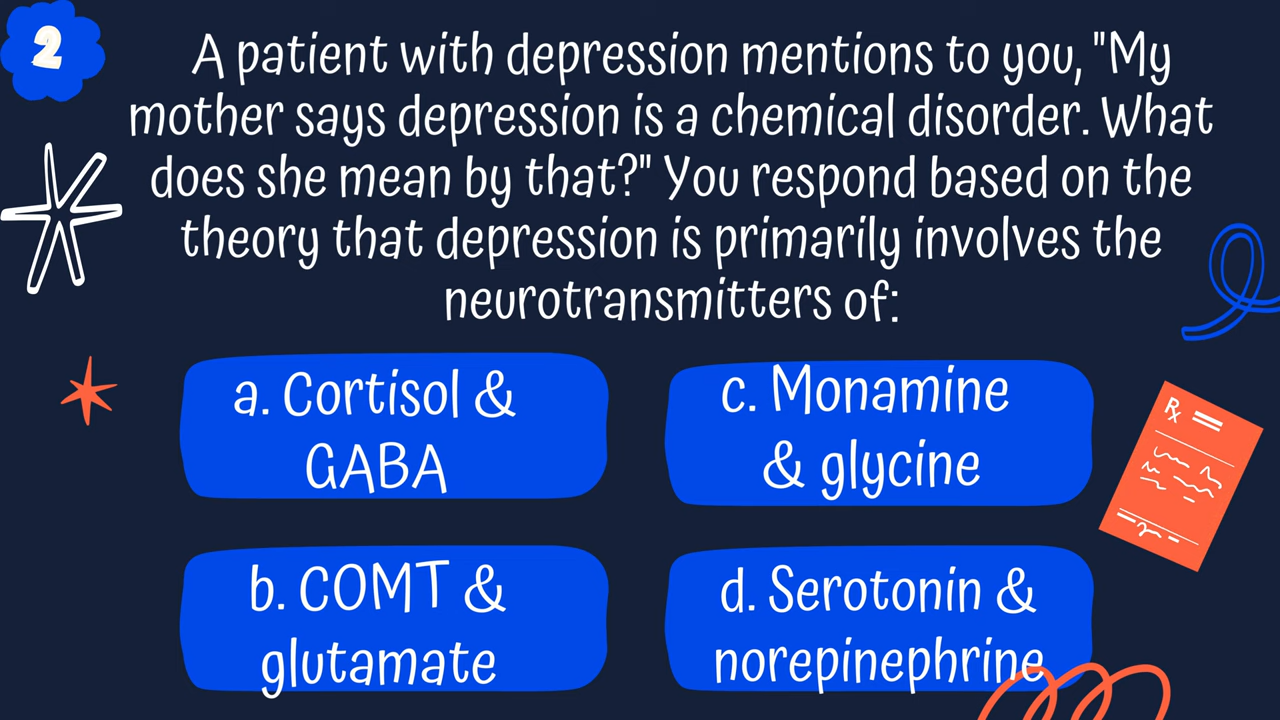 2
A patient with depression mentions to you, "My
mother says depression is a chemical disorder. What
does she mean by that?" You respond based on the
theory that depression is primarily involves the
neurotransmitters of:
a. Cortisol &
GABA
c. Monamine
& glycine
b. COMT &
glutamate
d. Serotonin &
norepinephrine
Rx